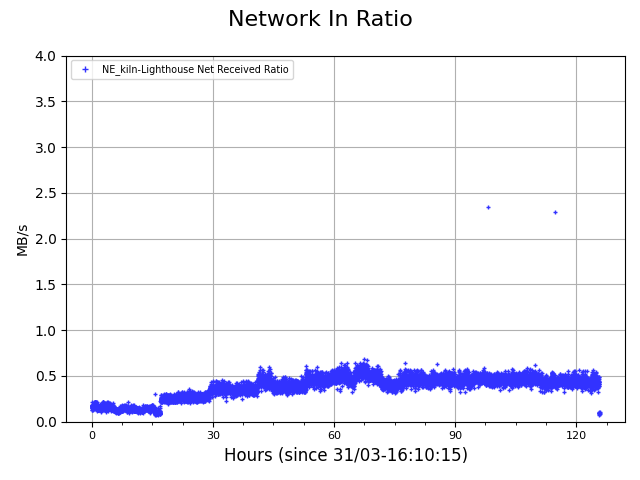 Network In Ratio
NE_kiln-Lighthouse Net Received Ratio
4.0
3.5
3.0
2.5
2.0
1.5
1.0
0.5
0.0
MB/s
0 30 60 90 120
Hours (since 31/03-16:10:15)